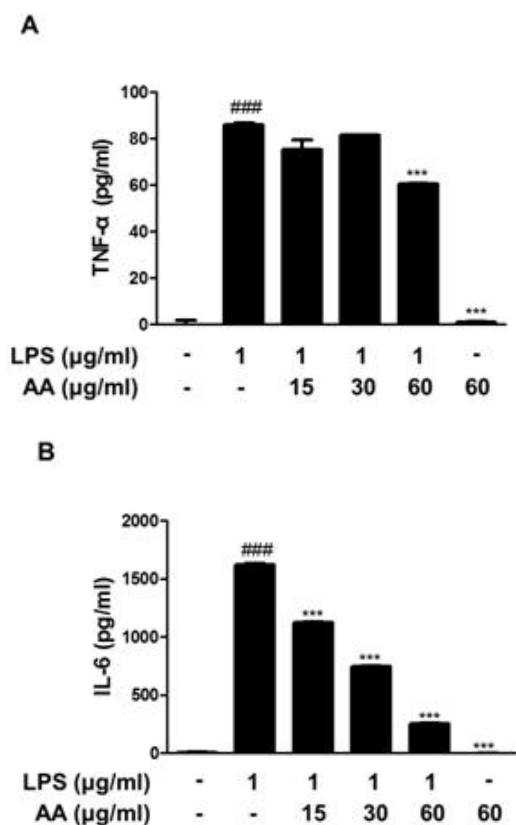 A
###
100
80
60
40
20
0
TNF-α (pg/ml)
***
***
LPS (µg/ml) - 1 1 1 1 -
AA (µg/ml) - - 15 30 60 60
B
###
2000
1500
1000
500
0
IL-6 (pg/ml)
***
***
***
***
LPS (µg/ml) - 1 1 1 1 -
AA (µg/ml) - - 15 30 60 60